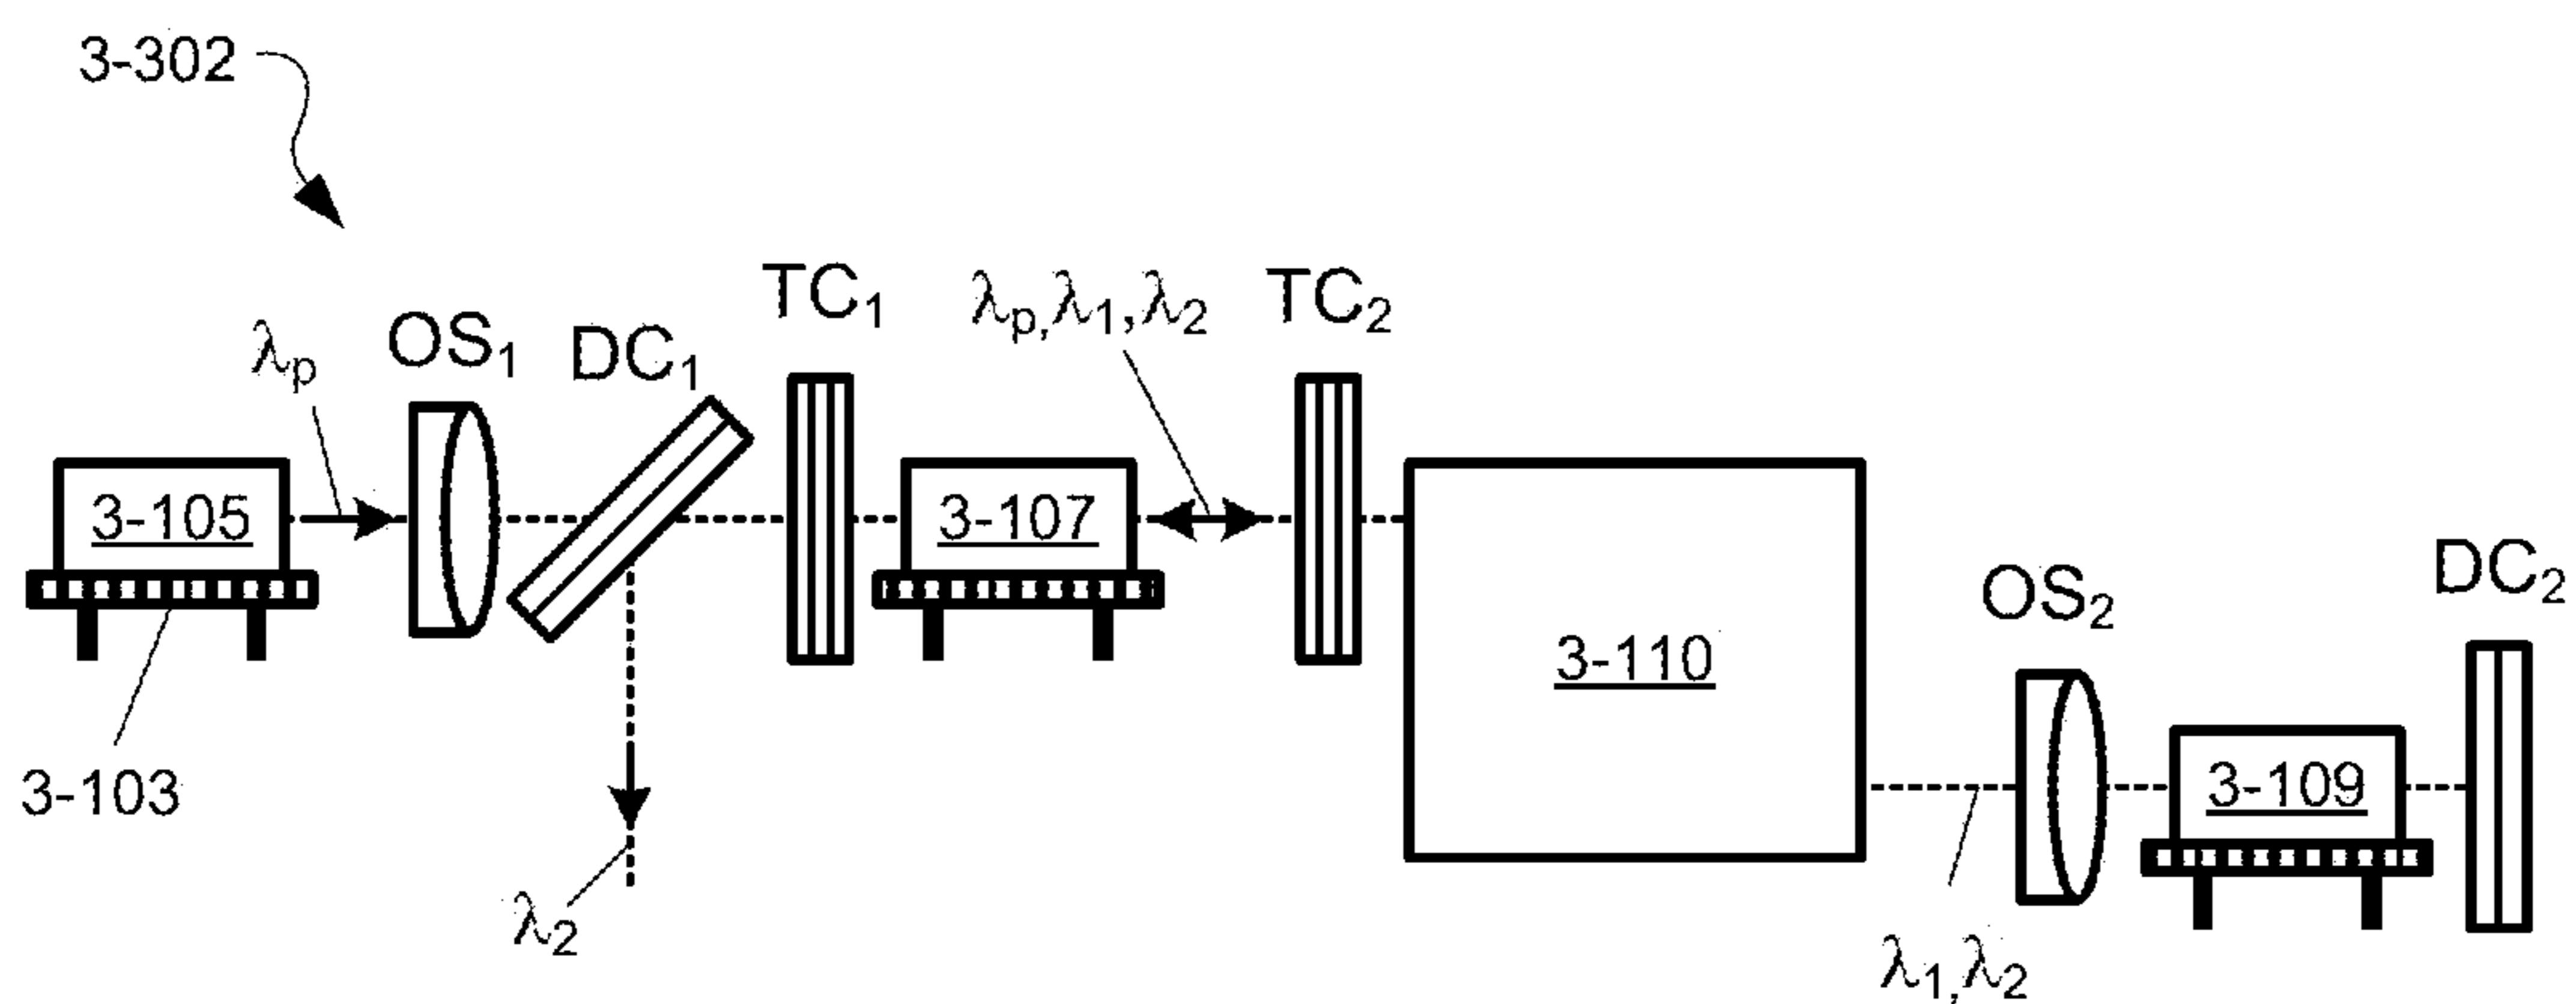 3-302
TC₁
λp,λ₁,λ₂
TC₂
λp
OS₁
DC₁
3-105
3-107
3-110
OS₂
DC₂
3-109
3-103
λ₂
λ₁,λ₂